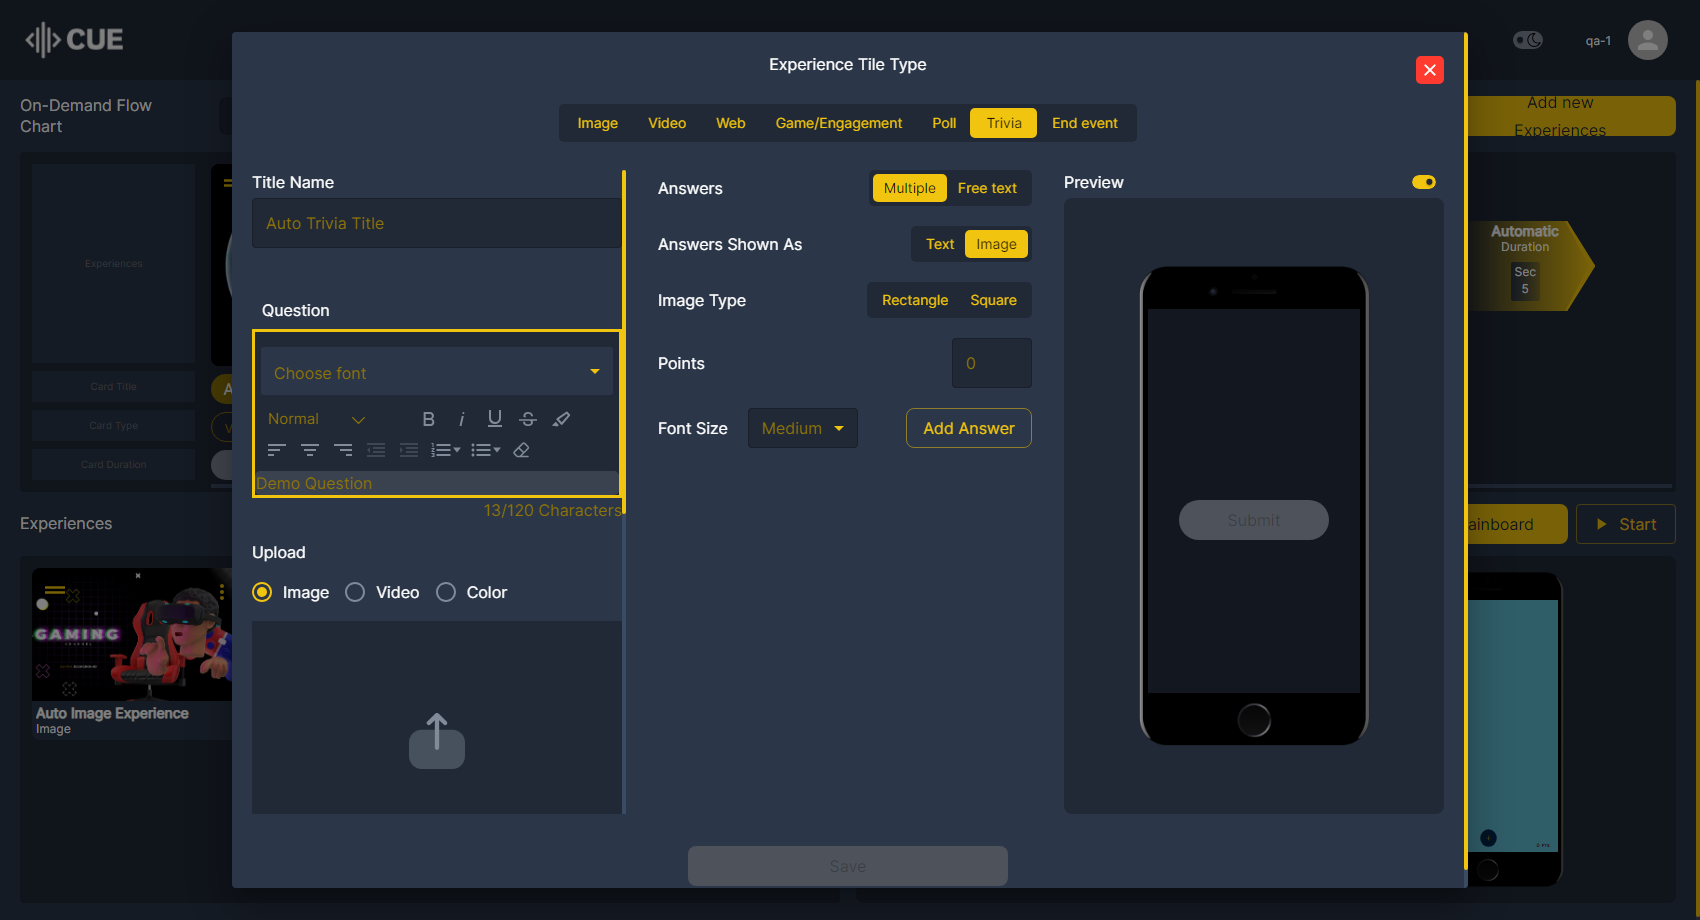 CUE
qa-1
On-Demand Flow
Chart
Add new
Experiences
Experience Tile Type
Image Video Web Game/Engagement Poll Trivia End event
Title Name
Auto Trivia Title
Question
Choose font
Normal
B i U S
Demo Question
13/120 Characters
Upload
Image Video Color
Answers Multiple Free text
Answers Shown As Text Image
Image Type Rectangle Square
Points 0
Font Size Medium Add Answer
Preview
Submit
Save
Experiences
Card Title
Card Type
Card Duration
A
V
Automatic
Duration
Sec
5
Experiences
ainboard
Start
GAMING
Auto Image Experience
Image